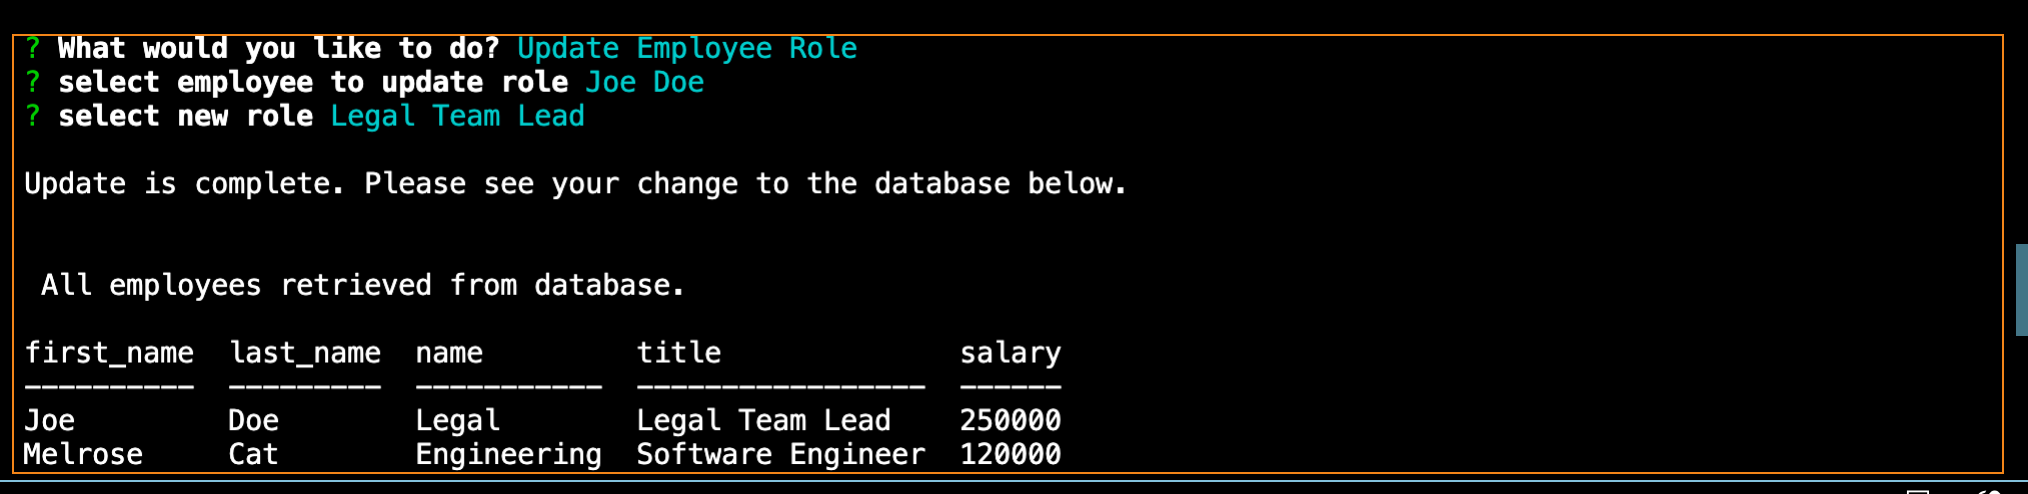 ? What would you like to do? Update Employee Role
? select employee to update role Joe Doe
? select new role Legal Team Lead
Update is complete. Please see your change to the database below.
All employees retrieved from database.
first_name  last_name  name         title              salary
----------  ---------  -----------  -----------------  ------
Joe         Doe        Legal        Legal Team Lead    250000
Melrose     Cat        Engineering  Software Engineer  120000